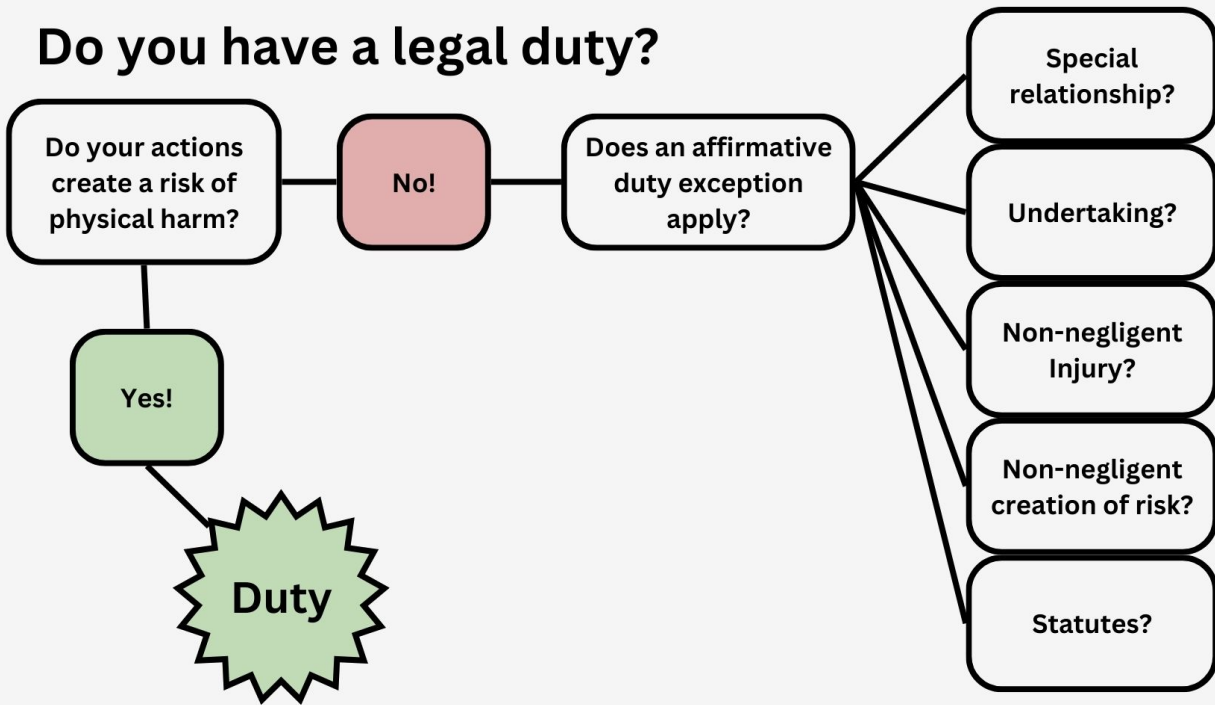 Do you have a legal duty?
Do your actions
create a risk of
physical harm?
No!
Does an affirmative
duty exception
apply?
Special
relationship?
Undertaking?
Non-negligent
Injury?
Non-negligent
creation of risk?
Statutes?
Yes!
Duty